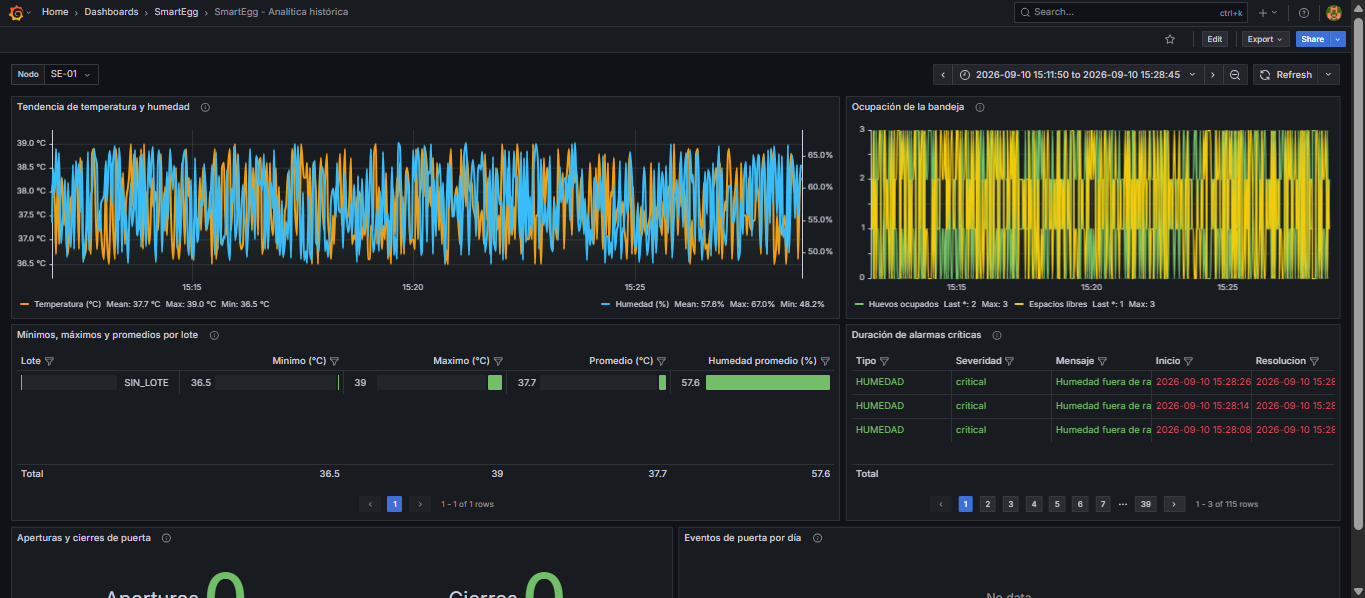 Home › Dashboards › SmartEgg › SmartEgg - Analítica histórica
Search... ctrl+k
Edit Export Share
Nodo SE-01
2026-09-10 15:11:50 to 2026-09-10 15:28:45 Refresh
Tendencia de temperatura y humedad
39.0 °C
38.5 °C
38.0 °C
37.5 °C
37.0 °C
36.5 °C
65.0%
60.0%
55.0%
50.0%
15:15 15:20 15:25
Temperatura (°C) Mean: 37.7 °C Max: 39.0 °C Min: 36.5 °C Humedad (%) Mean: 57.6% Max: 67.0% Min: 48.2%
Ocupación de la bandeja
3
2
1
0
15:15 15:20 15:25
Huevos ocupados Last *: 2 Max: 3 Espacios libres Last *: 1 Max: 3
Mínimos, máximos y promedios por lote
Lote Minimo (°C) Maximo (°C) Promedio (°C) Humedad promedio (%)
SIN_LOTE 36.5 39 37.7 57.6
Total 36.5 39 37.7 57.6
‹ 1 › 1 - 1 of 1 rows
Duración de alarmas críticas
Tipo Severidad Mensaje Inicio Resolucion
HUMEDAD critical Humedad fuera de ra 2026-09-10 15:28:26 2026-09-10 15:28
HUMEDAD critical Humedad fuera de ra 2026-09-10 15:28:14 2026-09-10 15:28
HUMEDAD critical Humedad fuera de ra 2026-09-10 15:28:08 2026-09-10 15:28
Total
‹ 1 2 3 4 5 6 7 ··· 39 › 1 - 3 of 115 rows
Aperturas y cierres de puerta
Aperturas 0 Cierres 0
Eventos de puerta por día
No data